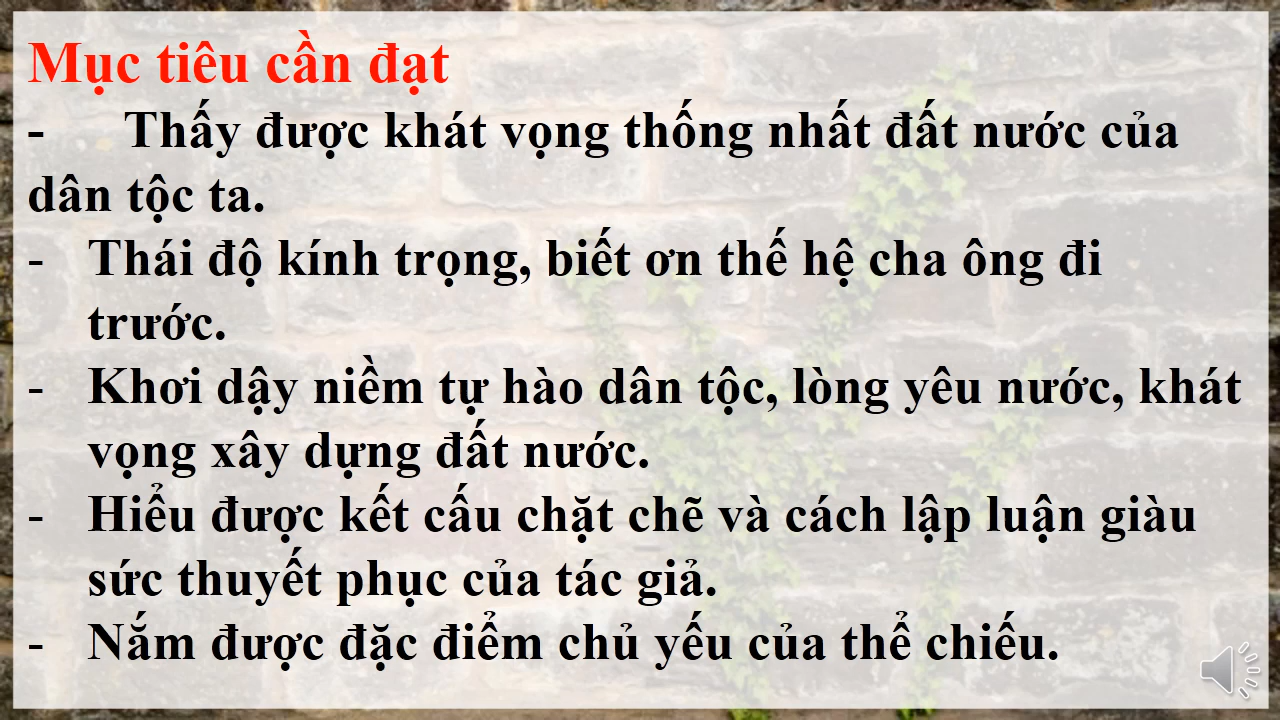 Mục tiêu cần đạt
- Thấy được khát vọng thống nhất đất nước của
dân tộc ta.
- Thái độ kính trọng, biết ơn thế hệ cha ông đi
trước.
- Khơi dậy niềm tự hào dân tộc, lòng yêu nước, khát
vọng xây dựng đất nước.
- Hiểu được kết cấu chặt chẽ và cách lập luận giàu
sức thuyết phục của tác giả.
- Nắm được đặc điểm chủ yếu của thể chiếu.